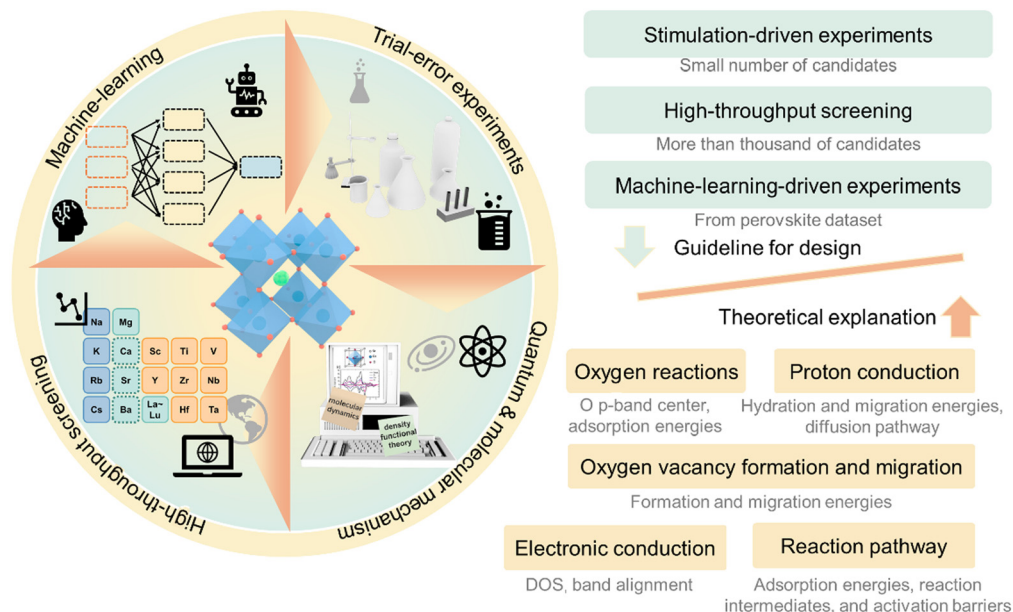 Machine-learning
Trial-error experiments
High-throughput screening
Quantum & molecular mechanism
Na Mg
K Ca Sc Ti V
Rb Sr Y Zr Nb
Cs Ba La~
Lu Hf Ta
molecular
dynamics
density
functional
theory
Stimulation-driven experiments
Small number of candidates
High-throughput screening
More than thousand of candidates
Machine-learning-driven experiments
From perovskite dataset
Guideline for design
Theoretical explanation
Oxygen reactions
O p-band center,
adsorption energies
Proton conduction
Hydration and migration energies,
diffusion pathway
Oxygen vacancy formation and migration
Formation and migration energies
Electronic conduction
DOS, band alignment
Reaction pathway
Adsorption energies, reaction
intermediates, and activation barriers